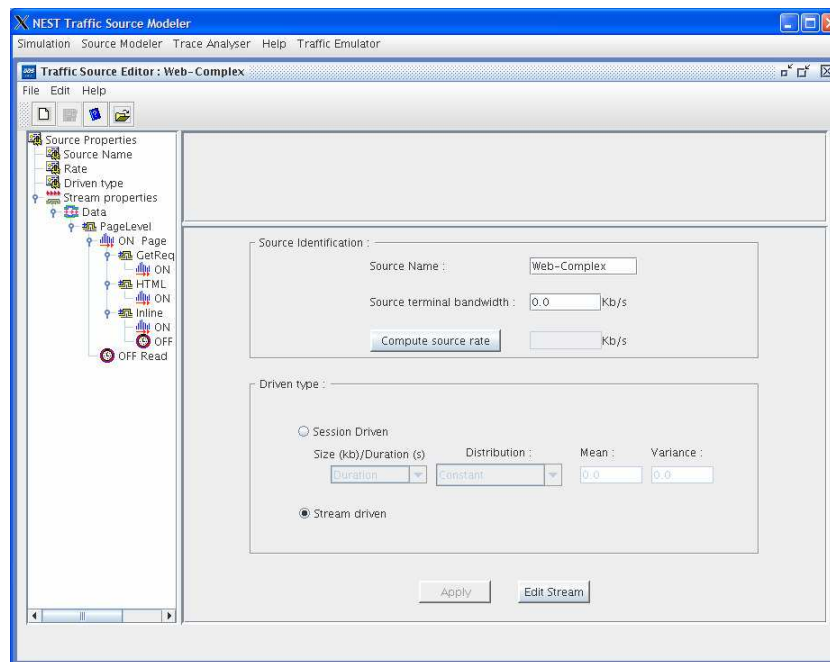 NEST Traffic Source Modeler
Simulation Source Modeler Trace Analyser Help Traffic Emulator
Traffic Source Editor : Web-Complex
File Edit Help
Source Properties
Source Name
Rate
Driven type
Stream properties
Data
PageLevel
ON Page
GetReq
ON
HTML
ON
Inline
ON
OFF
OFF Read
Source Identification :
Source Name : Web-Complex
Source terminal bandwidth : 0.0 Kb/s
Compute source rate Kb/s
Driven type :
Session Driven
Size (kb)/Duration (s) Distribution : Mean : Variance :
Duration Constant 0.0 0.0
Stream driven
Apply Edit Stream